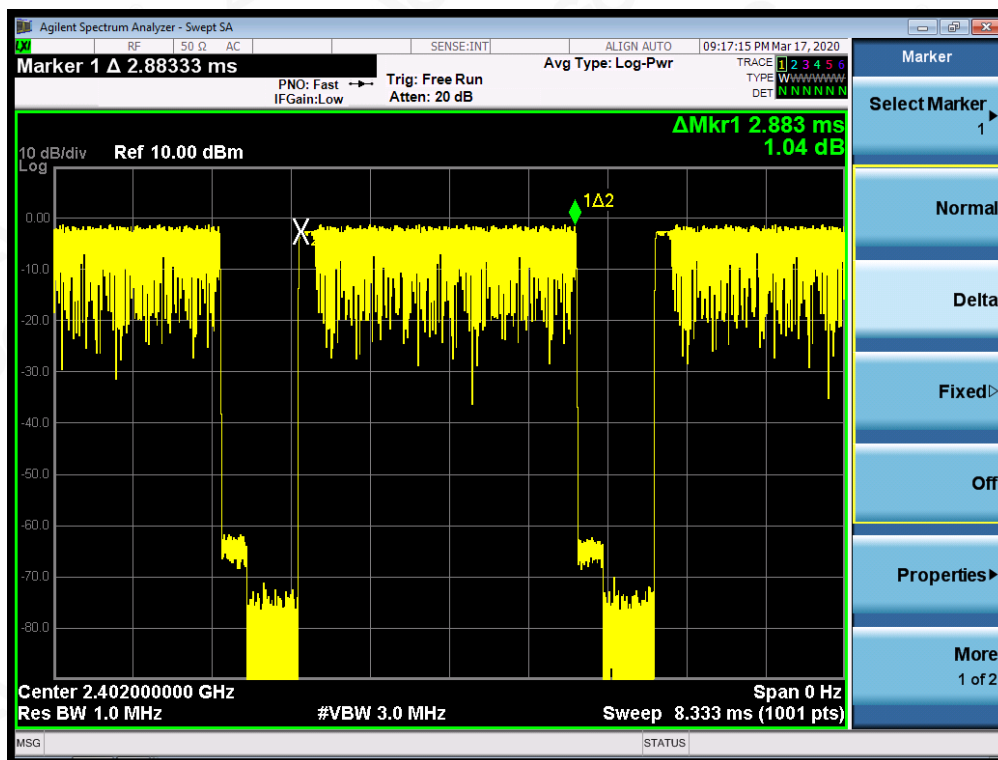 Agilent Spectrum Analyzer - Swept SA
LXI RF 50 Ω AC SENSE:INT ALIGN AUTO 09:17:15 PM Mar 17, 2020
Marker 1 Δ 2.88333 ms
PNO: Fast
IFGain:Low
Trig: Free Run
Atten: 20 dB
Avg Type: Log-Pwr
TRACE 1 2 3 4 5 6
TYPE WWWWWWW
DET N N N N N N
ΔMkr1 2.883 ms
1.04 dB
10 dB/div Ref 10.00 dBm
Log
1Δ2
0.00
-10.0
-20.0
-30.0
-40.0
-50.0
-60.0
-70.0
-80.0
Center 2.402000000 GHz Span 0 Hz
Res BW 1.0 MHz #VBW 3.0 MHz Sweep 8.333 ms (1001 pts)
MSG STATUS
Marker
Select Marker
1
Normal
Delta
Fixed
Off
Properties
More
1 of 2